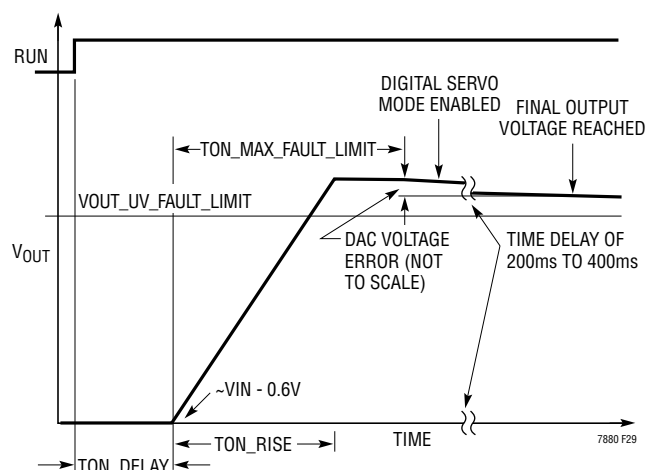 RUN
DIGITAL SERVO
MODE ENABLED
FINAL OUTPUT
VOLTAGE REACHED
TON_MAX_FAULT_LIMIT
VOUT_UV_FAULT_LIMIT
VOUT
DAC VOLTAGE
ERROR (NOT
TO SCALE)
TIME DELAY OF
200ms TO 400ms
~VIN - 0.6V
TON_RISE
TIME
7880 F29
TON_DELAY